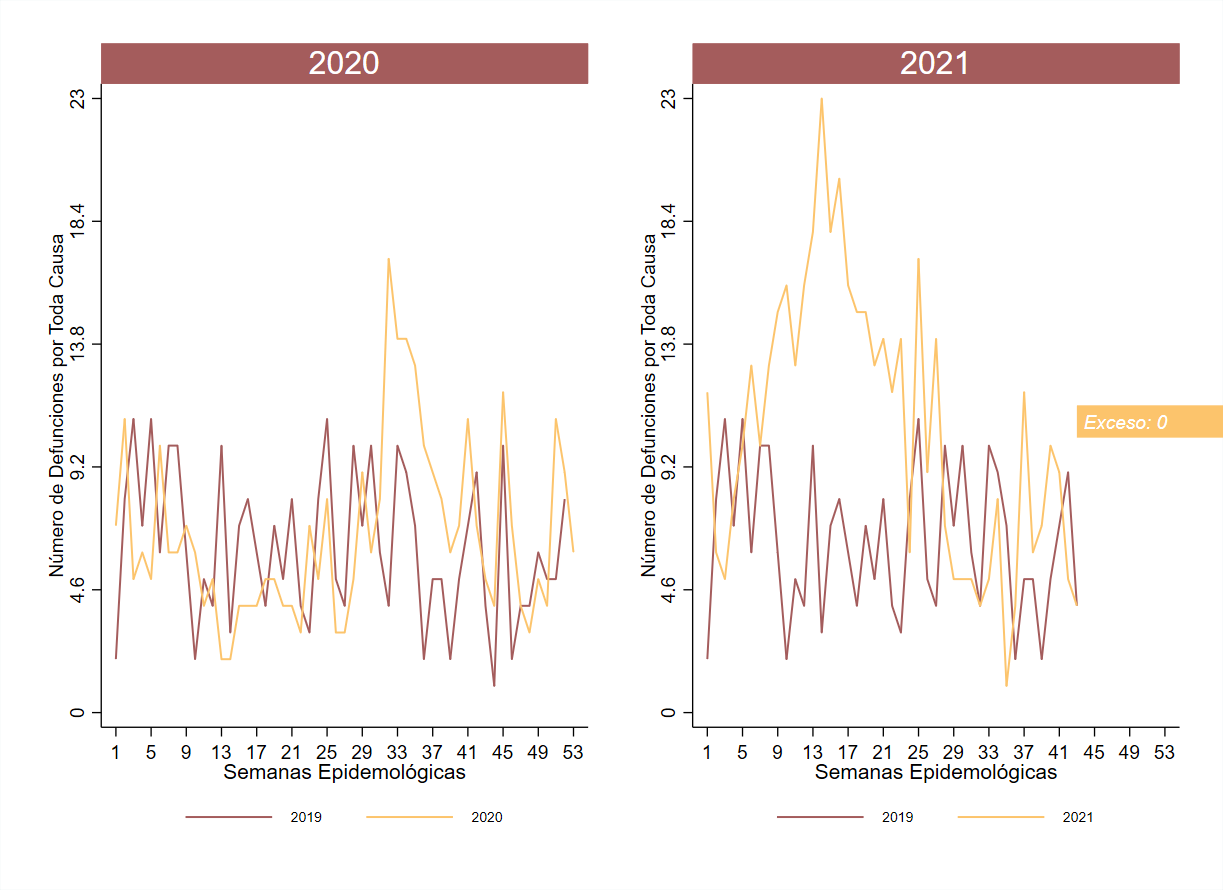 2020
23
18.4
13.8
9.2
4.6
0
Número de Defunciones por Toda Causa
1 5 9 13 17 21 25 29 33 37 41 45 49 53
Semanas Epidemológicas
2019 2020
2021
23
18.4
13.8
9.2
4.6
0
Número de Defunciones por Toda Causa
Exceso: 0
1 5 9 13 17 21 25 29 33 37 41 45 49 53
Semanas Epidemológicas
2019 2021